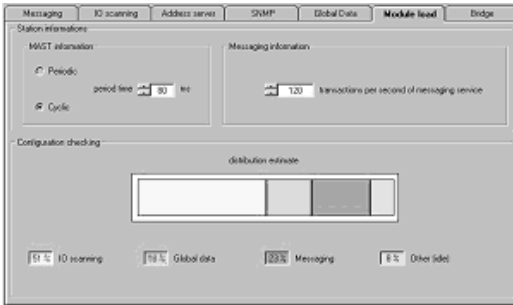 Messaging IO scanning Address server SNMP Global Data Module load Bridge
Station informations
MAST information
Messaging information
Periodic
period time 80 ms
120 transactions per second of messaging service
Cyclic
Configuration checking
distribution estimate
51 % IO scanning 18 % Global data 23 % Messaging 8 % Other (idle)